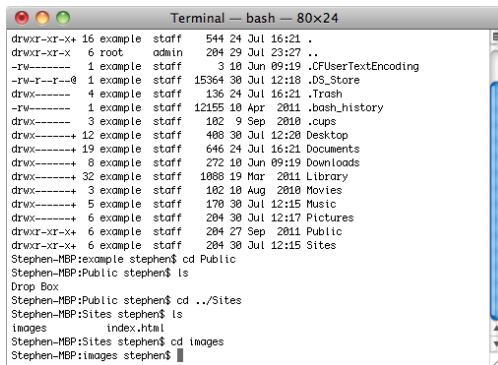 Terminal — bash — 80×24
drwxr-xr-x+ 16 example staff 544 24 Jul 16:21 .
drwxr-xr-x 6 root admin 204 29 Jul 23:27 ..
-rw------- 1 example staff 3 10 Jun 09:19 .CFUserTextEncoding
-rw-r--r--@ 1 example staff 15364 30 Jul 12:18 .DS_Store
drwx------ 4 example staff 136 24 Jul 16:21 .Trash
-rw------- 1 example staff 12155 10 Apr 2011 .bash_history
drwx------ 3 example staff 102 9 Sep 2010 .cups
drwx------+ 12 example staff 408 30 Jul 12:20 Desktop
drwx------+ 19 example staff 646 24 Jul 16:21 Documents
drwx------+ 8 example staff 272 10 Jun 09:19 Downloads
drwx------+ 32 example staff 1088 19 Mar 2011 Library
drwx------+ 3 example staff 102 10 Aug 2010 Movies
drwx------+ 5 example staff 170 30 Jul 12:15 Music
drwx------+ 6 example staff 204 30 Jul 12:17 Pictures
drwxr-xr-x+ 6 example staff 204 27 Sep 2011 Public
drwxr-xr-x+ 6 example staff 204 30 Jul 12:15 Sites
Stephen-MBP:example stephen$ cd Public
Stephen-MBP:Public stephen$ ls
Drop Box
Stephen-MBP:Public stephen$ cd ../Sites
Stephen-MBP:Sites stephen$ ls
images index.html
Stephen-MBP:Sites stephen$ cd images
Stephen-MBP:images stephen$